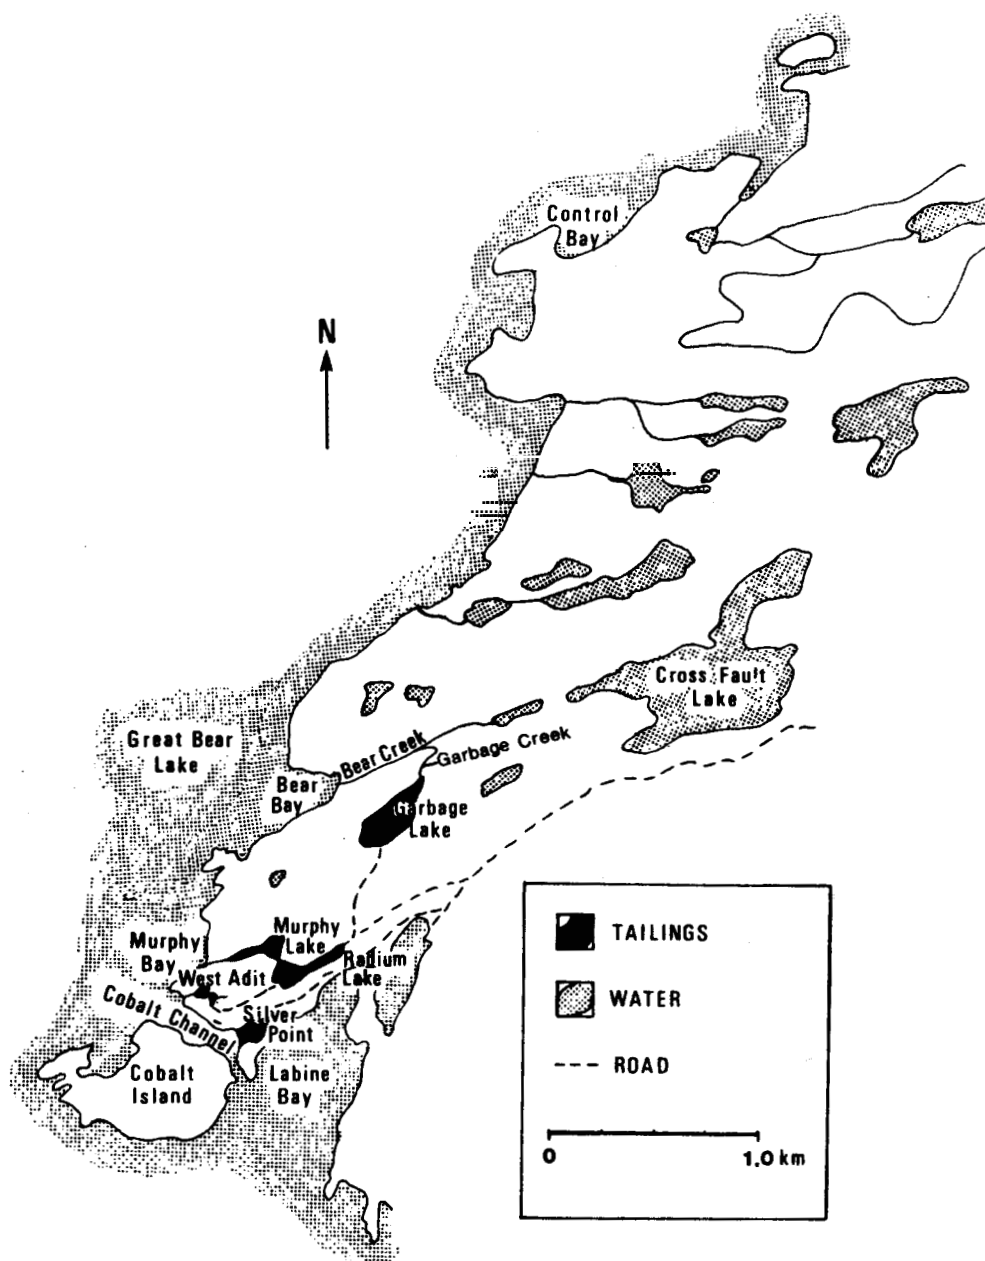 Control
Bay
N
Cross Fault
Lake
Great Bear
Lake
Bear Creek
Garbage Creek
Bear
Bay
Garbage
Lake
Murphy
Lake
Murphy
Bay
Radium
Lake
West Adit
Cobalt Channel
Silver
Point
Cobalt
Island
Labine
Bay
TAILINGS
WATER
ROAD
0
1,0 km